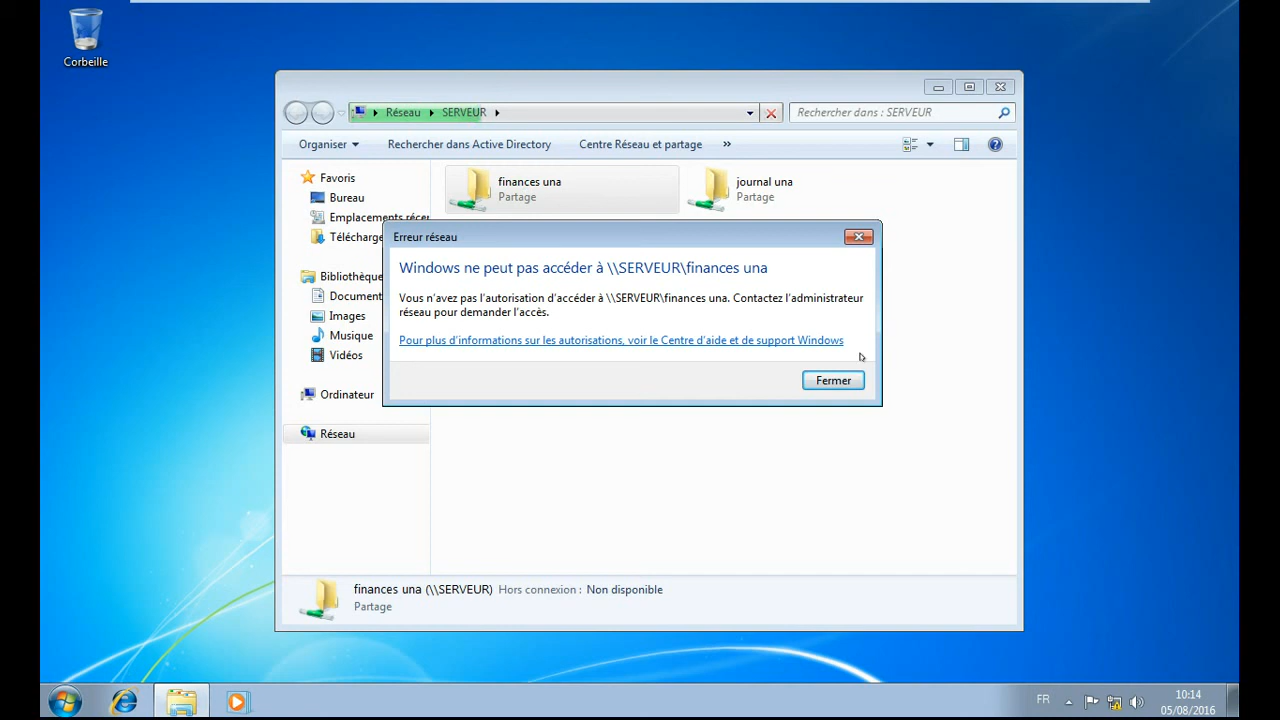 Corbeille
Réseau SERVEUR
Rechercher dans : SERVEUR
Organiser
Rechercher dans Active Directory
Centre Réseau et partage
»
Favoris
Bureau
Emplacements réce
Télécharge
Bibliothèque
Document
Images
Musique
Vidéos
Ordinateur
Réseau
finances una
Partage
journal una
Partage
Erreur réseau
Windows ne peut pas accéder à \\SERVEUR\finances una
Vous n'avez pas l'autorisation d'accéder à \\SERVEUR\finances una. Contactez l'administrateur
réseau pour demander l'accès.
Pour plus d'informations sur les autorisations, voir le Centre d'aide et de support Windows
Fermer
finances una (\\SERVEUR) Hors connexion : Non disponible
Partage
FR
10:14
05/08/2016